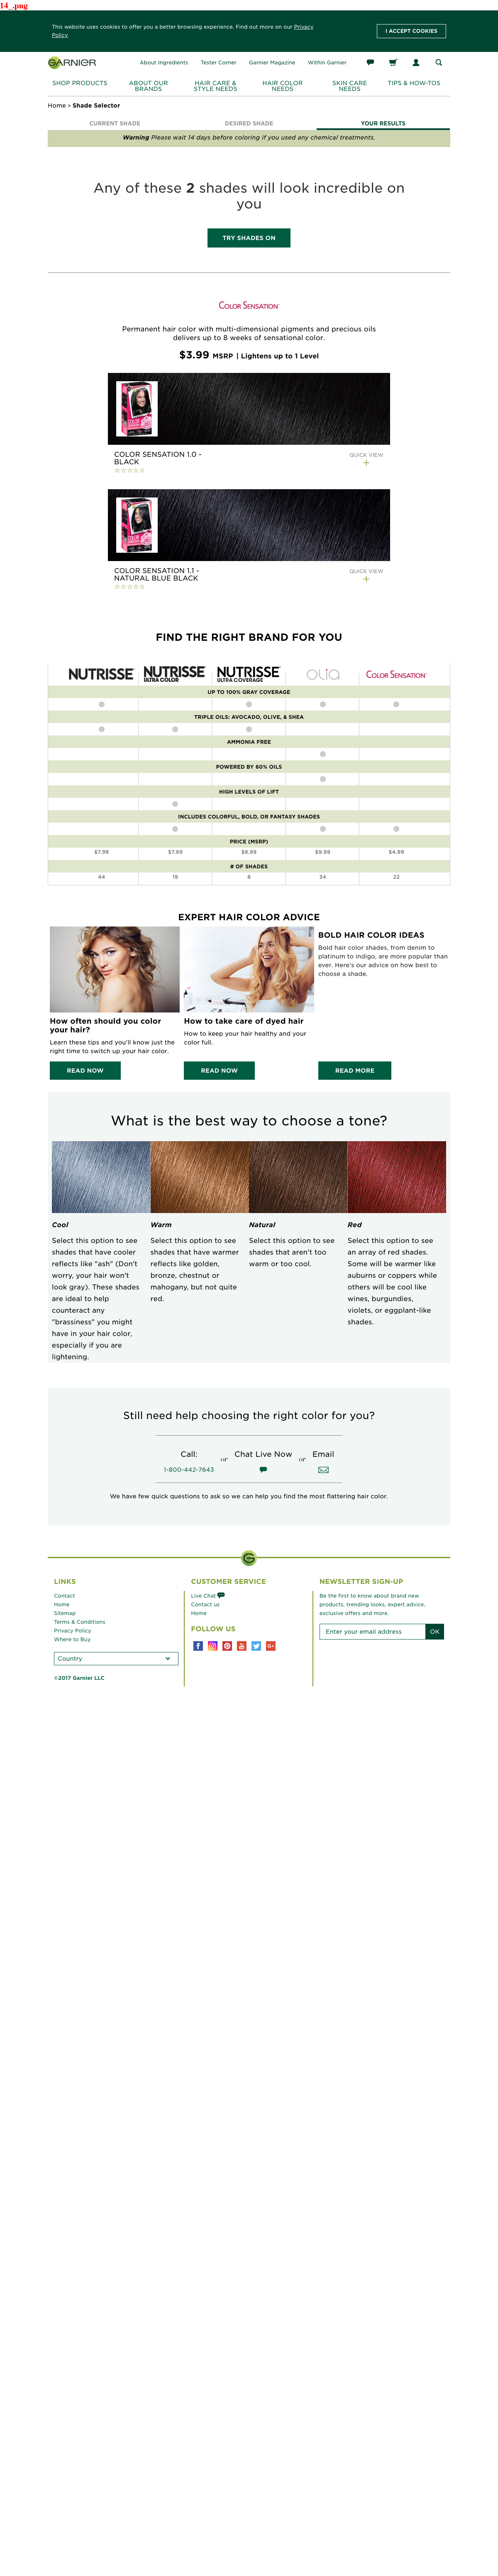 14_.png
This website uses cookies to offer you a better browsing experience. Find out more on our Privacy
Policy
I ACCEPT COOKIES
GARNIER
About Ingredients
Tester Corner
Garnier Magazine
Within Garnier
SHOP PRODUCTS
ABOUT OUR
BRANDS
HAIR CARE &
STYLE NEEDS
HAIR COLOR
NEEDS
SKIN CARE
NEEDS
TIPS & HOW-TOS
Home > Shade Selector
CURRENT SHADE
DESIRED SHADE
YOUR RESULTS
Warning Please wait 14 days before coloring if you used any chemical treatments.
Any of these 2 shades will look incredible on
you
TRY SHADES ON
COLOR SENSATION
Permanent hair color with multi-dimensional pigments and precious oils
delivers up to 8 weeks of sensational color.
$3.99 MSRP | Lightens up to 1 Level
COLOR SENSATION 1.0 -
BLACK
QUICK VIEW
COLOR SENSATION 1.1 -
NATURAL BLUE BLACK
QUICK VIEW
FIND THE RIGHT BRAND FOR YOU
NUTRISSE
NUTRISSE
ULTRA COLOR
NUTRISSE
ULTRA COVERAGE
OLIA
COLOR SENSATION
UP TO 100% GRAY COVERAGE
TRIPLE OILS: AVOCADO, OLIVE, & SHEA
AMMONIA FREE
POWERED BY 60% OILS
HIGH LEVELS OF LIFT
INCLUDES COLORFUL, BOLD, OR FANTASY SHADES
PRICE (MSRP)
$7.99 $7.99 $8.99 $9.99 $4.99
# OF SHADES
44 19 8 34 22
EXPERT HAIR COLOR ADVICE
How often should you color
your hair?
Learn these tips and you'll know just the
right time to switch up your hair color.
READ NOW
How to take care of dyed hair
How to keep your hair healthy and your
color full.
READ NOW
BOLD HAIR COLOR IDEAS
Bold hair color shades, from denim to
platinum to indigo, are more popular than
ever. Here's our advice on how best to
choose a shade.
READ MORE
What is the best way to choose a tone?
Cool
Select this option to see
shades that have cooler
reflects like "ash" (Don't
worry, your hair won't
look gray). These shades
are ideal to help
counteract any
"brassiness" you might
have in your hair color,
especially if you are
lightening.
Warm
Select this option to see
shades that have warmer
reflects like golden,
bronze, chestnut or
mahogany, but not quite
red.
Natural
Select this option to see
shades that aren't too
warm or too cool.
Red
Select this option to see
an array of red shades.
Some will be warmer like
auburns or coppers while
others will be cool like
wines, burgundies,
violets, or eggplant-like
shades.
Still need help choosing the right color for you?
Call:
1-800-442-7643
or
Chat Live Now
or
Email
We have few quick questions to ask so we can help you find the most flattering hair color.
G
LINKS
Contact
Home
Sitemap
Terms & Conditions
Privacy Policy
Where to Buy
Country
©2017 Garnier LLC
CUSTOMER SERVICE
Live Chat
Contact us
Home
FOLLOW US
NEWSLETTER SIGN-UP
Be the first to know about brand new
products, trending looks, expert advice,
exclusive offers and more.
Enter your email address
OK